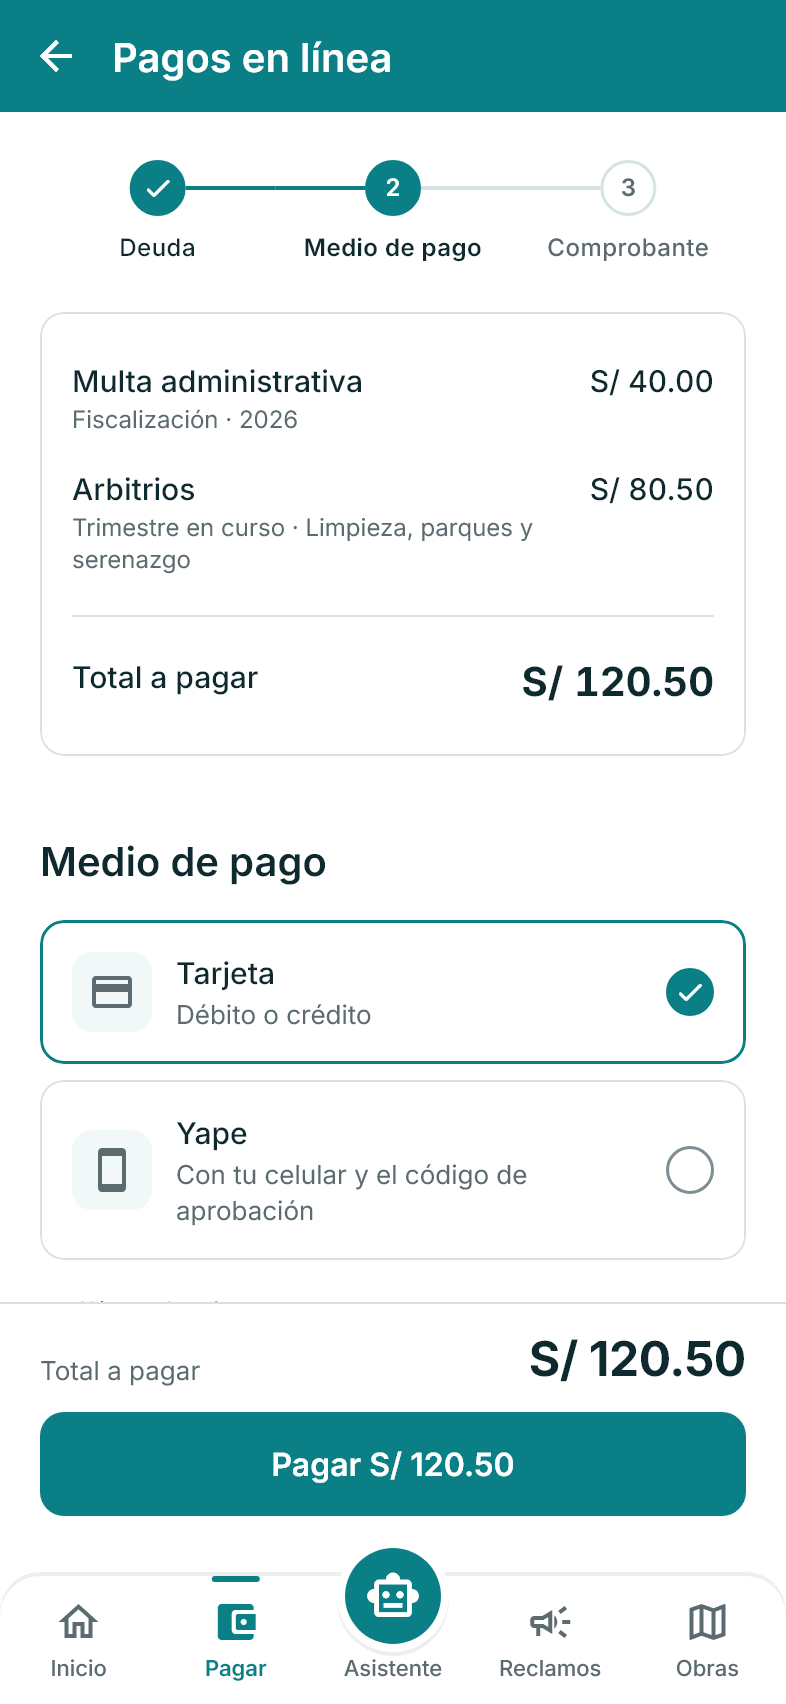 Pagos en línea
2
3
Deuda
Medio de pago
Comprobante
Multa administrativa
S/ 40.00
Fiscalización · 2026
Arbitrios
S/ 80.50
Trimestre en curso · Limpieza, parques y
serenazgo
Total a pagar
S/ 120.50
Medio de pago
Tarjeta
Débito o crédito
Yape
Con tu celular y el código de
aprobación
Total a pagar
S/ 120.50
Pagar S/ 120.50
Inicio
Pagar
Asistente
Reclamos
Obras